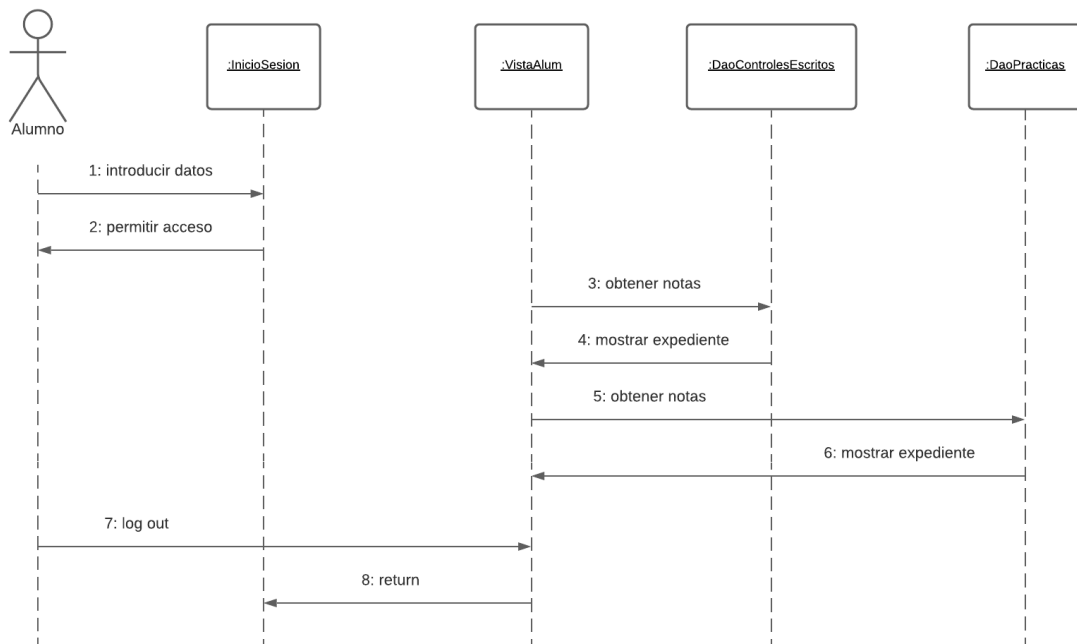 :InicioSesion
:VistaAlum
:DaoControlesEscritos
:DaoPracticas
Alumno
1: introducir datos
2: permitir acceso
3: obtener notas
4: mostrar expediente
5: obtener notas
6: mostrar expediente
7: log out
8: return